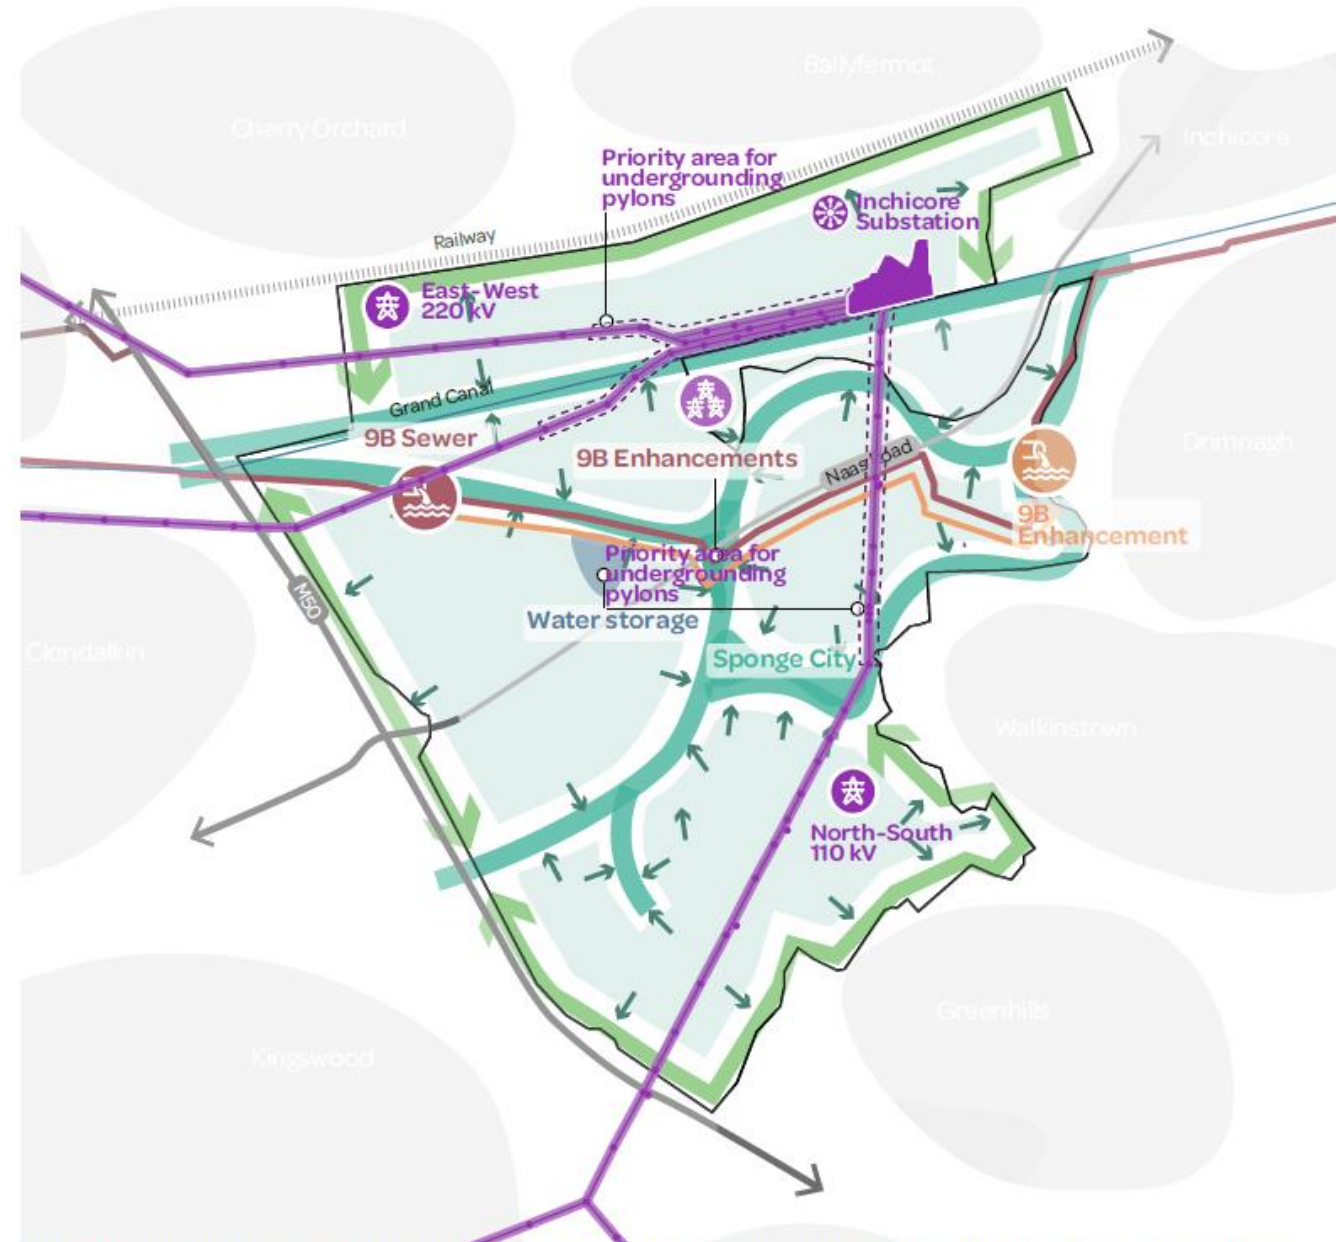 Ballyfermot
Cherry Orchard
Inchicore
Priority area for
undergrounding
pylons
Inchicore
Substation
Railway
East-West
220 kV
Grand Canal
9B Sewer
9B Enhancements
Naas Road
Drimnagh
9B
Enhancement
Priority area for
undergrounding
pylons
M50
Water storage
Clondalkin
Sponge City
Walkinstown
North-South
110 kV
Greenhills
Kingswood